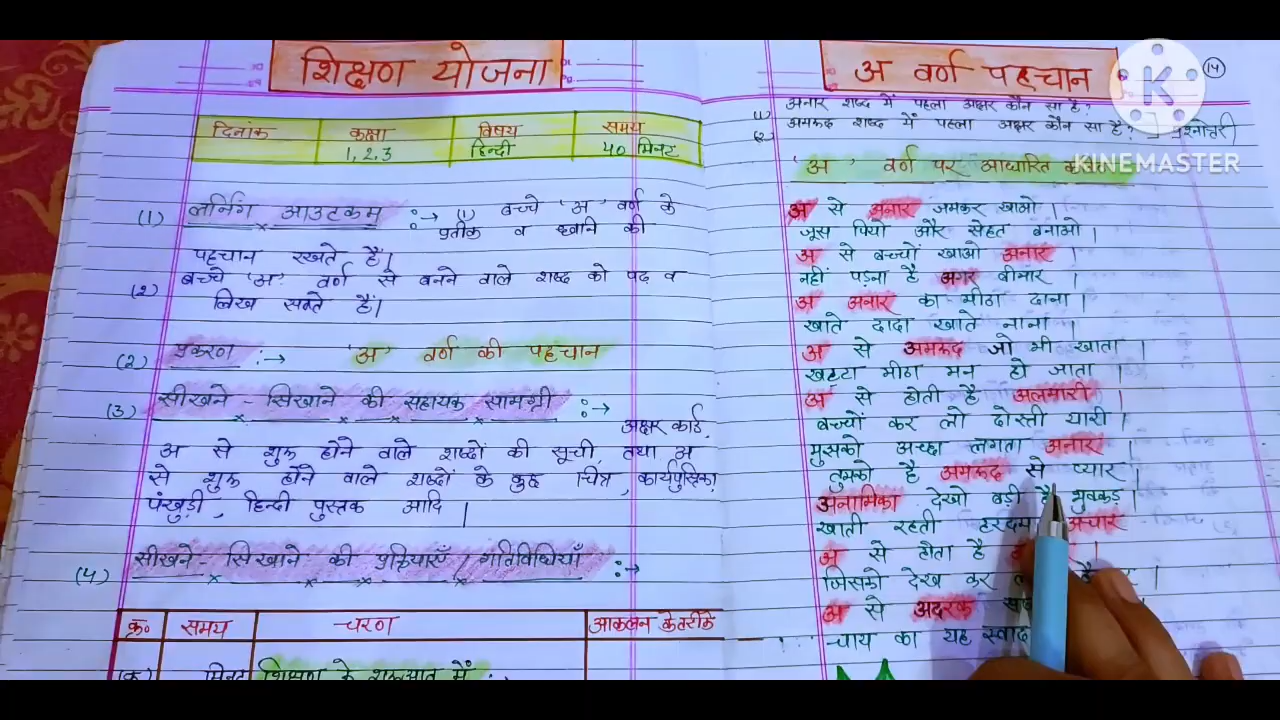 शिक्षण योजना
दिनांक कक्षा विषय समय
1,2,3 हिन्दी 40 मिनट
(1) लर्निंग आउटकम :→ (1) बच्चे 'अ' वर्ण के
प्रतीक व ध्वनि की
पहचान रखते हैं।
(2) बच्चे 'अ' वर्ण से बनने वाले शब्द को पढ़ व
लिख सकते हैं।
(2) प्रकरण :→ 'अ' वर्ण की पहचान
(3) सीखने - सिखाने की सहायक सामग्री :→
अक्षर कार्ड,
अ से शुरू होने वाले शब्दों की सूची, तथा अ
से शुरू होने वाले शब्दों के कुछ चित्र, कार्यपुस्तिका,
पंखुड़ी, हिन्दी पुस्तक आदि।
(4) सीखने - सिखाने की प्रक्रियाएँ / गतिविधियाँ :→
क्र० समय चरण आकलन के तरीके
(क) मिनट शिक्षण के शुरूआत में :
अ वर्ण पहचान
14
(1) अनार शब्द में पहला अक्षर कौन सा है?
(2) अमरूद शब्द में पहला अक्षर कौन सा है?
'अ' वर्ण पर आधारित
KINEMASTER
अ से अनार जमकर खाओ।
जूस पियो और सेहत बनाओ।
अ से बच्चों खाओ अनार।
नहीं पड़ना है अगर बीमार।
अ अनार का मीठा दाना।
खाते दादा खाते नाना।
अ से अमरूद जो भी खाता।
खट्टा मीठा मन हो जाता।
अ से होती है अलमारी।
बच्चों कर लो दोस्ती यारी।
मुझको अच्छा लगता अनार।
तुमको है अमरूद से प्यार।
अनामिका देखो बड़ी है भुक्कड़।
खाती रहती हरदम अचार
अ से होता है
जिसको देख कर
अ से अदरक
चाय का यह स्वाद